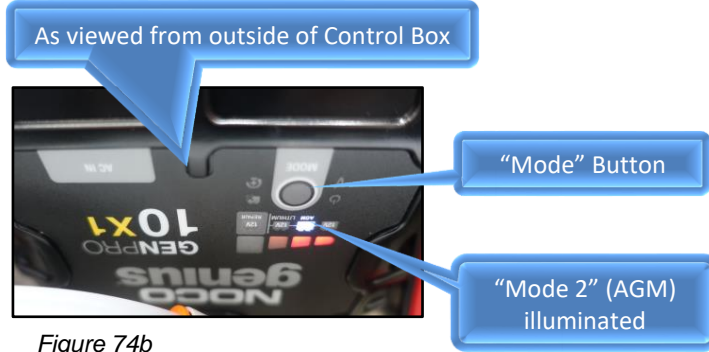 As viewed from outside of Control Box
"Mode" Button
"Mode 2" (AGM)
illuminated
AC IN
MODE
12V
AGM
12V
LITHIUM
12V
REPAIR
10X1
GENPRO
genius
NOCO
Figure 74b